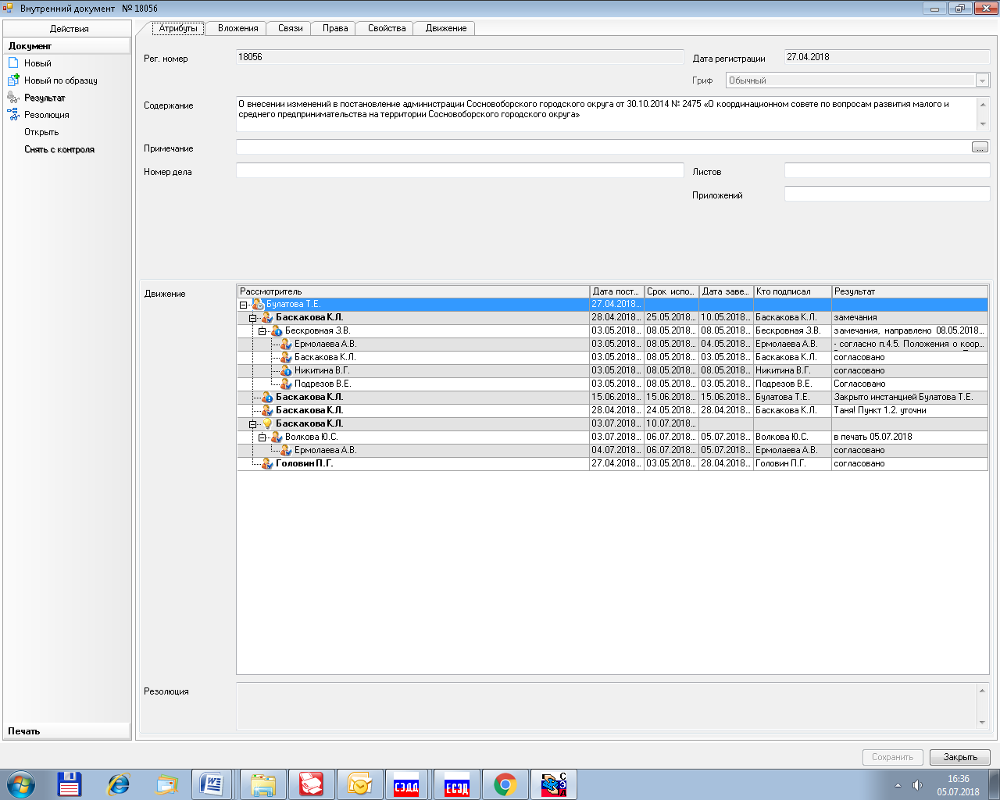 Внутренний документ № 18056
Действия
Документ
Новый
Новый по образцу
Результат
Резолюция
Открыть
Снять с контроля
Печать
Атрибуты Вложения Связи Права Свойства Движение
Рег. номер 18056 Дата регистрации 27.04.2018
Гриф Обычный
Содержание О внесении изменений в постановление администрации Сосновоборского городского округа от 30.10.2014 № 2475 «О координационном совете по вопросам развития малого и
среднего предпринимательства на территории Сосновоборского городского округа»
Примечание ...
Номер дела Листов
Приложений
Движение
Рассмотритель Дата пост... Срок испо... Дата заве... Кто подписал Результат
Булатова Т.Е. 27.04.2018...
Баскакова К.Л. 28.04.2018... 25.05.2018... 10.05.2018... Баскакова К.Л. замечания
Бескровная З.В. 03.05.2018... 08.05.2018... 08.05.2018... Бескровная З.В. замечания, направлено 08.05.2018...
Ермолаева А.В. 03.05.2018... 08.05.2018... 04.05.2018... Ермолаева А.В. - согласно п.4.5. Положения о коор...
Баскакова К.Л. 03.05.2018... 08.05.2018... 03.05.2018... Баскакова К.Л. согласовано
Никитина В.Г. 03.05.2018... 08.05.2018... 08.05.2018... Никитина В.Г. согласовано
Подрезов В.Е. 03.05.2018... 08.05.2018... 03.05.2018... Подрезов В.Е. Согласовано
Баскакова К.Л. 15.06.2018... 15.06.2018... 15.06.2018... Булатова Т.Е. Закрыто инстанцией Булатова Т.Е.
Баскакова К.Л. 28.04.2018... 24.05.2018... 28.04.2018... Баскакова К.Л. Таня! Пункт 1.2. уточни
Баскакова К.Л. 03.07.2018... 10.07.2018...
Волкова Ю.С. 03.07.2018... 06.07.2018... 05.07.2018... Волкова Ю.С. в печать 05.07.2018
Ермолаева А.В. 04.07.2018... 06.07.2018... 05.07.2018... Ермолаева А.В. согласовано
Головин П.Г. 27.04.2018... 03.05.2018... 28.04.2018... Головин П.Г. согласовано
Резолюция
Сохранить Закрыть
СЭДД ЕСЭД СЭД
16:36
05.07.2018